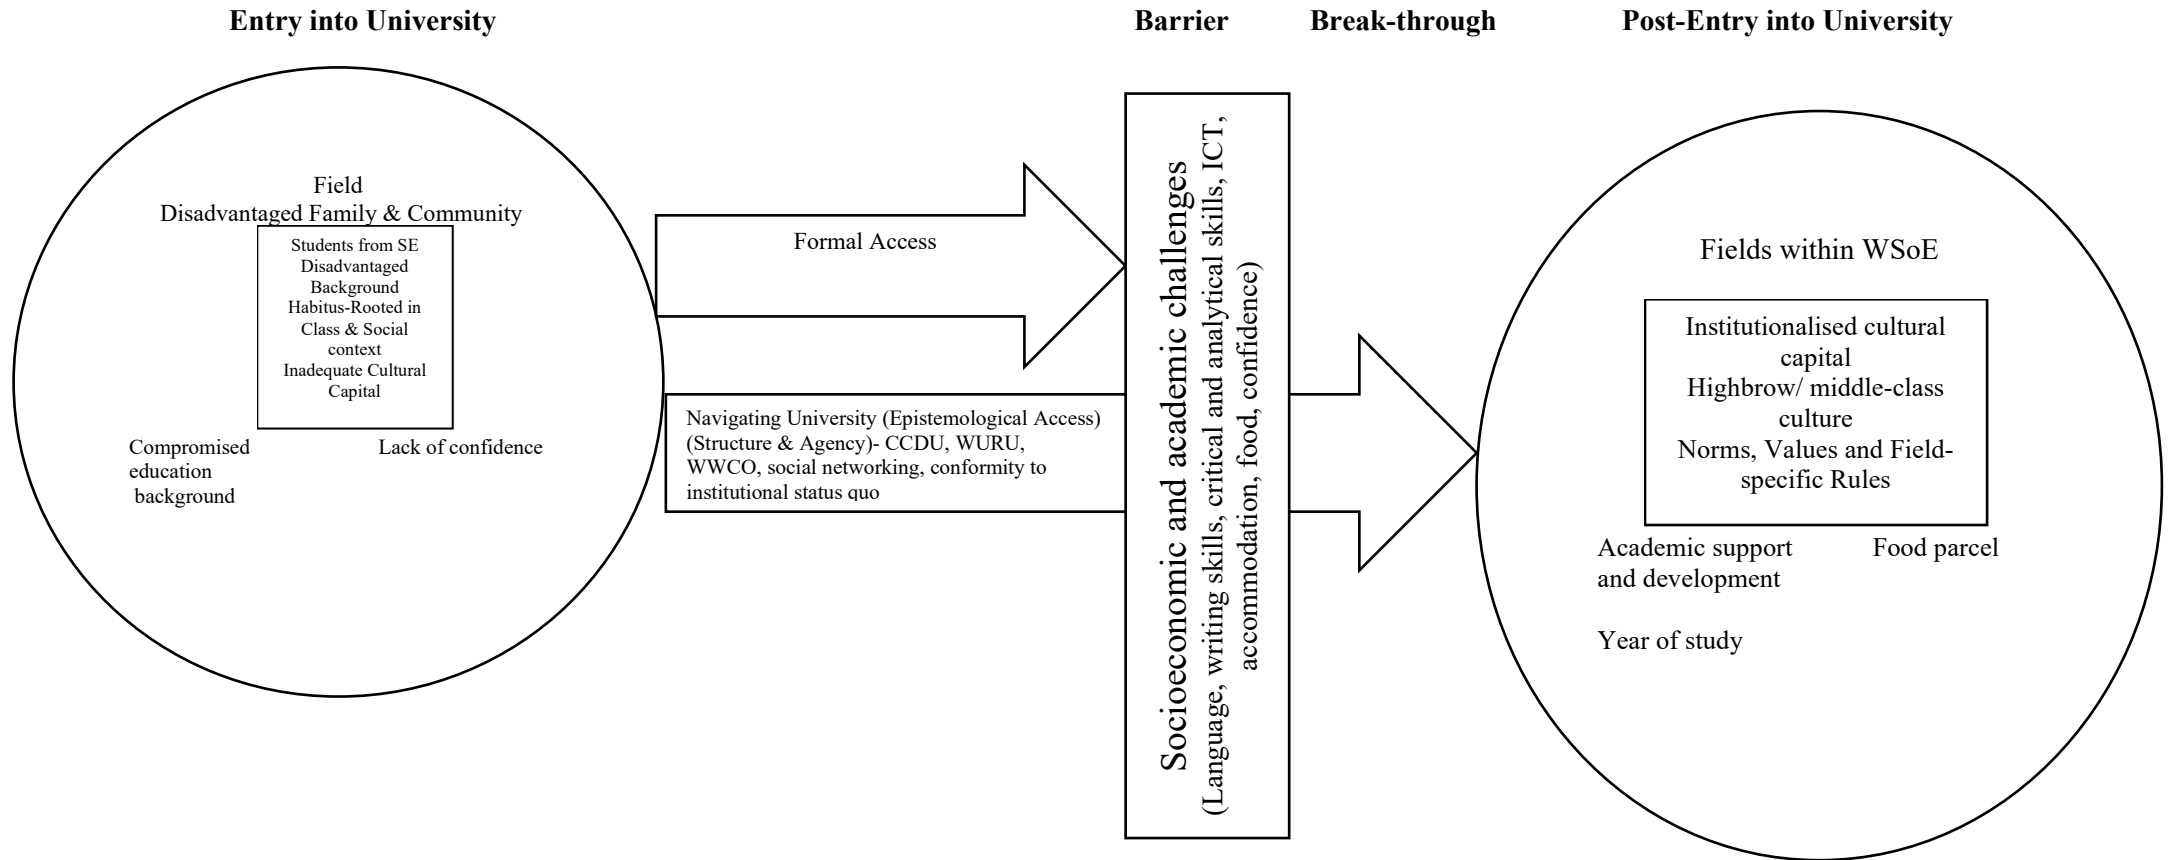 Entry into University
Barrier
Break-through
Post-Entry into University
Field
Disadvantaged Family & Community
Students from SE
Disadvantaged
Background
Habitus-Rooted in
Class & Social
context
Inadequate Cultural
Capital
Compromised
education
background
Lack of confidence
Formal Access
Navigating University (Epistemological Access)
(Structure & Agency)- CCDU, WURU,
WWCO, social networking, conformity to
institutional status quo
Socioeconomic and academic challenges
(Language, writing skills, critical and analytical skills, ICT,
accommodation, food, confidence)
Fields within WSoE
Institutionalised cultural
capital
Highbrow/ middle-class
culture
Norms, Values and Field-
specific Rules
Academic support
and development
Food parcel
Year of study